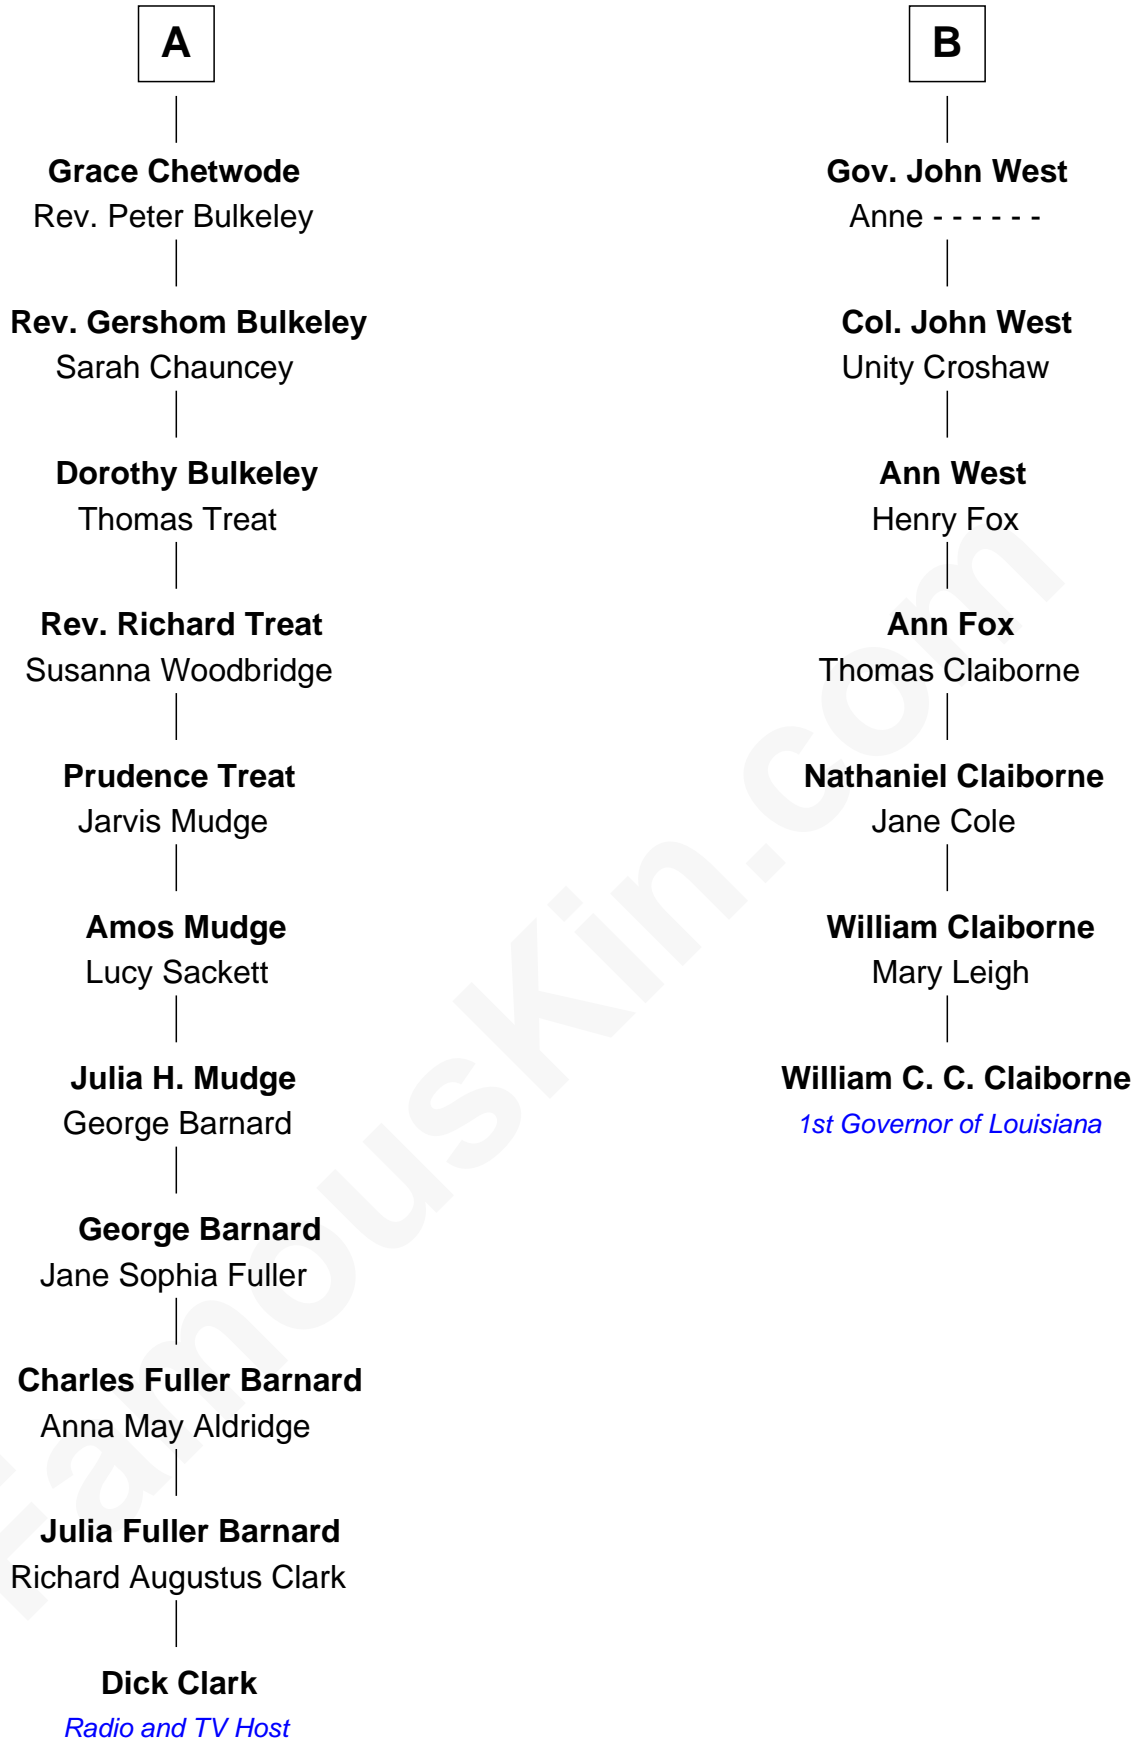 A
Grace Chetwode
Rev. Peter Bulkeley
Rev. Gershom Bulkeley
Sarah Chauncey
Dorothy Bulkeley
Thomas Treat
Rev. Richard Treat
Susanna Woodbridge
Prudence Treat
Jarvis Mudge
Amos Mudge
Lucy Sackett
Julia H. Mudge
George Barnard
George Barnard
Jane Sophia Fuller
Charles Fuller Barnard
Anna May Aldridge
Julia Fuller Barnard
Richard Augustus Clark
Dick Clark
Radio and TV Host
B
Gov. John West
Anne - - - - - -
Col. John West
Unity Croshaw
Ann West
Henry Fox
Ann Fox
Thomas Claiborne
Nathaniel Claiborne
Jane Cole
William Claiborne
Mary Leigh
William C. C. Claiborne
1st Governor of Louisiana
FamousKin.com